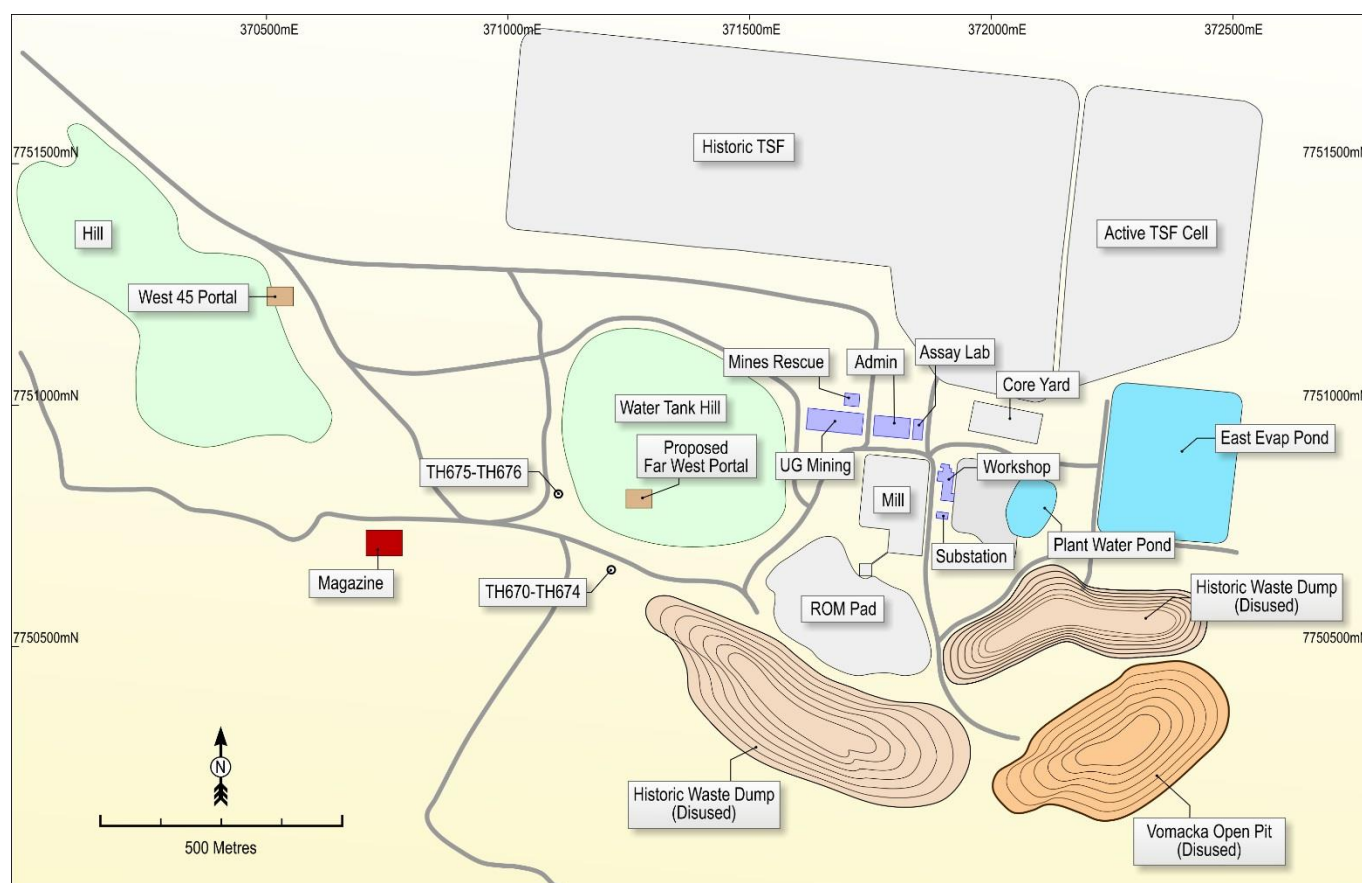 370500mE
371000mE
371500mE
372000mE
372500mE
7751500mN
Historic TSF
7751500mN
Hill
Active TSF Cell
West 45 Portal
Mines Rescue
Admin
Assay Lab
Core Yard
7751000mN
7751000mN
Water Tank Hill
East Evap Pond
Proposed
Far West Portal
TH675-TH676
UG Mining
Workshop
Mill
Plant Water Pond
Substation
Magazine
TH670-TH674
ROM Pad
Historic Waste Dump
(Disused)
7750500mN
7750500mN
N
Historic Waste Dump
(Disused)
500 Metres
Vomacka Open Pit
(Disused)